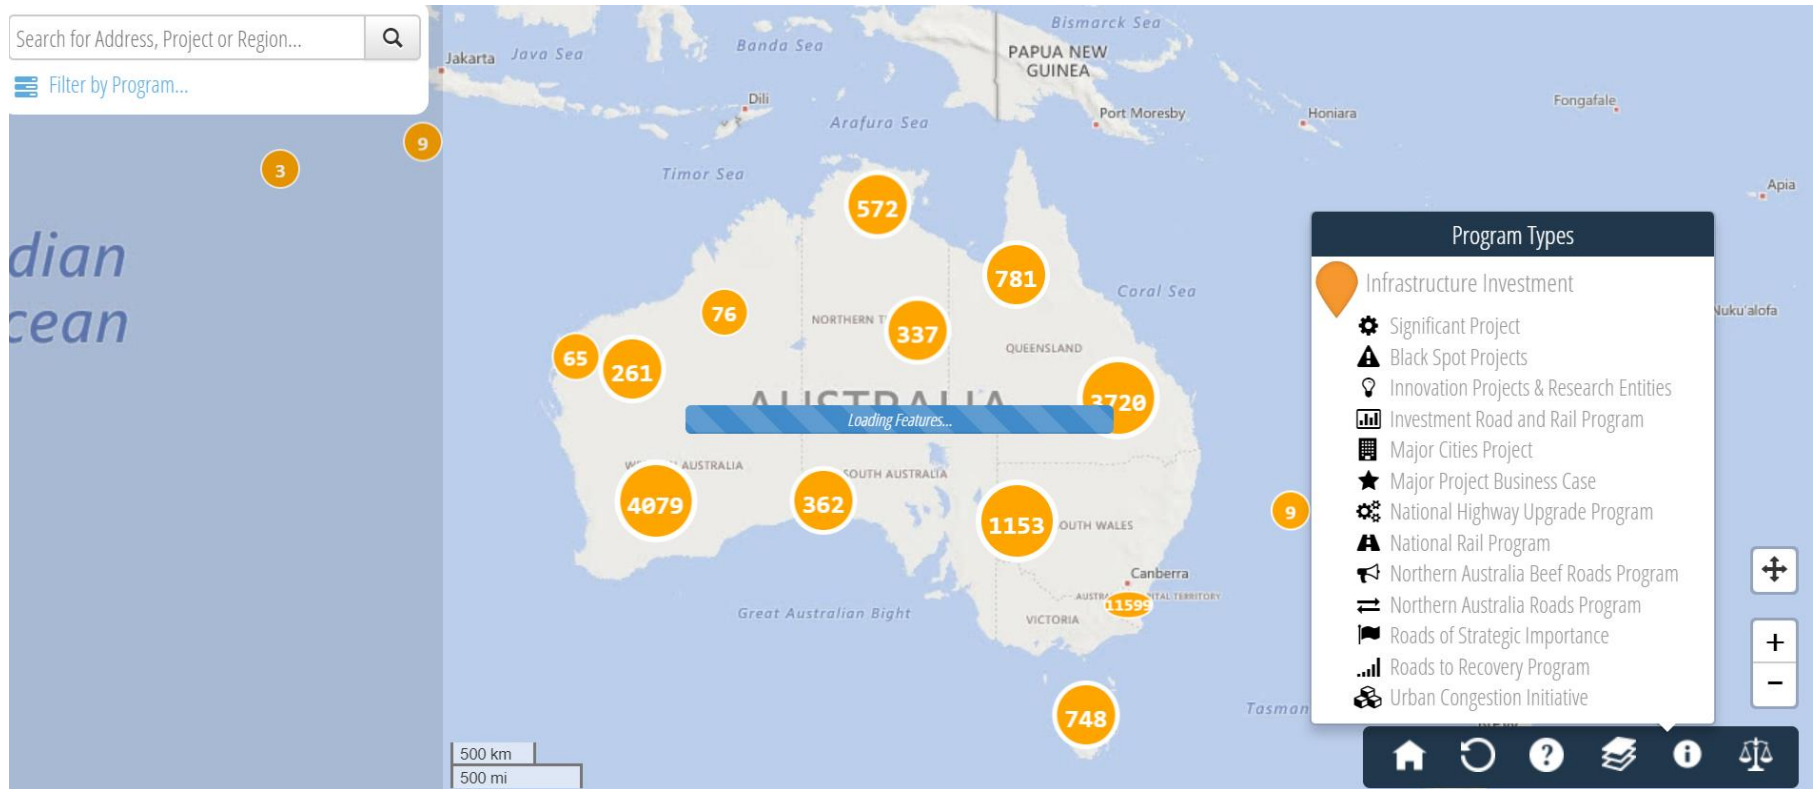 Search for Address, Project or Region...
Filter by Program...
Jakarta
Java Sea
Banda Sea
Bismarck Sea
PAPUA NEW
GUINEA
Dili
Arafura Sea
Port Moresby
Honiara
Fongafale
9
3
Timor Sea
Apia
572
dian
cean
781
Coral Sea
76
NORTHERN T
337
QUEENSLAND
65
261
AUSTRALIA
3720
Loading Features...
AUSTRALIA
SOUTH AUSTRALIA
4079
362
1153
OUTH WALES
9
Canberra
11599
ITAL TERRITORY
Great Australian Bight
VICTORIA
748
Tasman
500 km
500 mi
Program Types
Infrastructure Investment
Significant Project
Black Spot Projects
Innovation Projects & Research Entities
Investment Road and Rail Program
Major Cities Project
Major Project Business Case
National Highway Upgrade Program
National Rail Program
Northern Australia Beef Roads Program
Northern Australia Roads Program
Roads of Strategic Importance
Roads to Recovery Program
Urban Congestion Initiative
Nuku'alofa
+
−